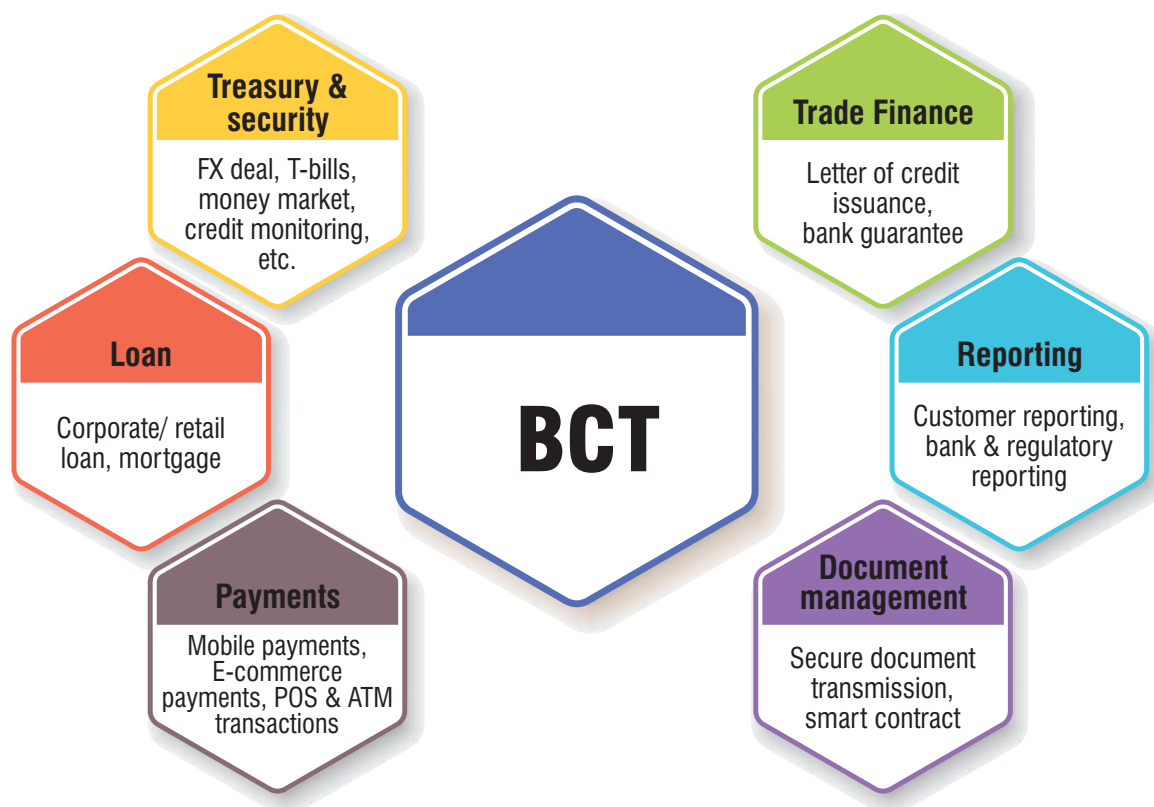 Treasury &
security
FX deal, T-bills,
money market,
credit monitoring,
etc.
Trade Finance
Letter of credit
issuance,
bank guarantee
Loan
Corporate/ retail
loan, mortgage
BCT
Reporting
Customer reporting,
bank & regulatory
reporting
Payments
Mobile payments,
E-commerce
payments, POS & ATM
transactions
Document
management
Secure document
transmission,
smart contract